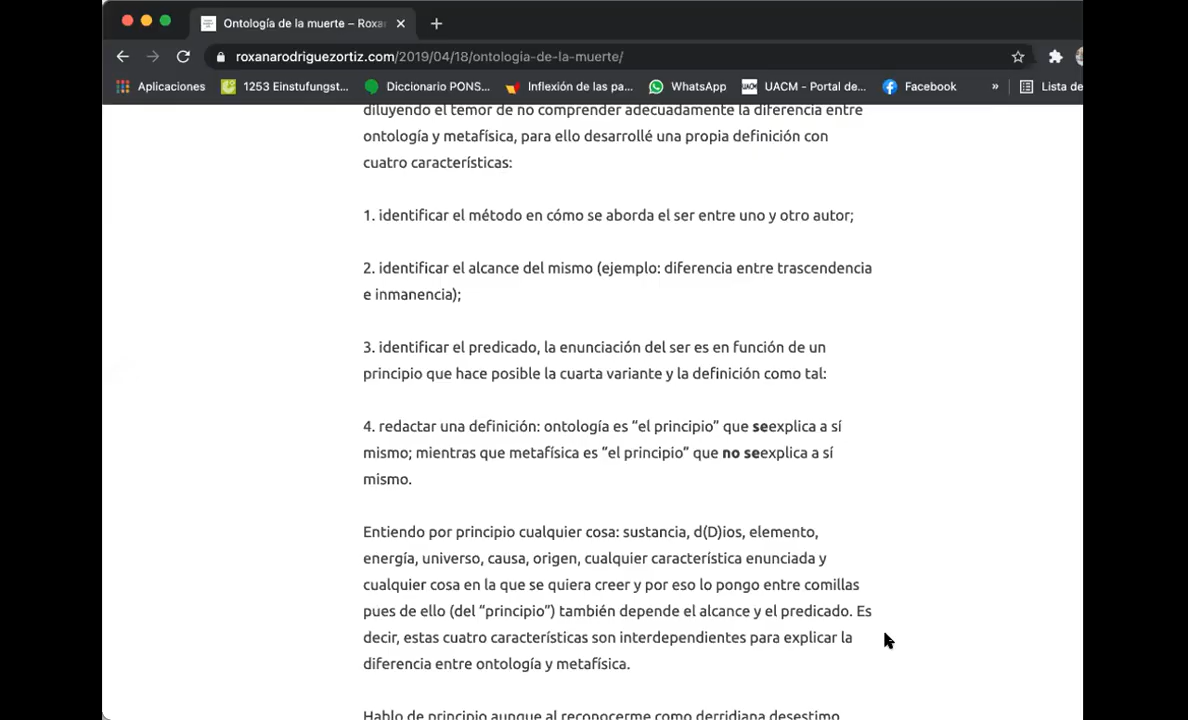 Ontología de la muerte – Roxa
roxanarodriguezortiz.com/2019/04/18/ontologia-de-la-muerte/
Aplicaciones
1253 Einstufungst...
Diccionario PONS...
Inflexión de las pa...
WhatsApp
UACM UACM - Portal de...
Facebook
»
Lista de
diluyendo el temor de no comprender adecuadamente la diferencia entre
ontología y metafísica, para ello desarrollé una propia definición con
cuatro características:
1. identificar el método en cómo se aborda el ser entre uno y otro autor;
2. identificar el alcance del mismo (ejemplo: diferencia entre trascendencia
e inmanencia);
3. identificar el predicado, la enunciación del ser es en función de un
principio que hace posible la cuarta variante y la definición como tal:
4. redactar una definición: ontología es “el principio” que seexplica a sí
mismo; mientras que metafísica es “el principio” que no seexplica a sí
mismo.
Entiendo por principio cualquier cosa: sustancia, d(D)ios, elemento,
energía, universo, causa, origen, cualquier característica enunciada y
cualquier cosa en la que se quiera creer y por eso lo pongo entre comillas
pues de ello (del “principio”) también depende el alcance y el predicado. Es
decir, estas cuatro características son interdependientes para explicar la
diferencia entre ontología y metafísica.
Hablo de principio aunque al reconocerme como derridiana desestimo